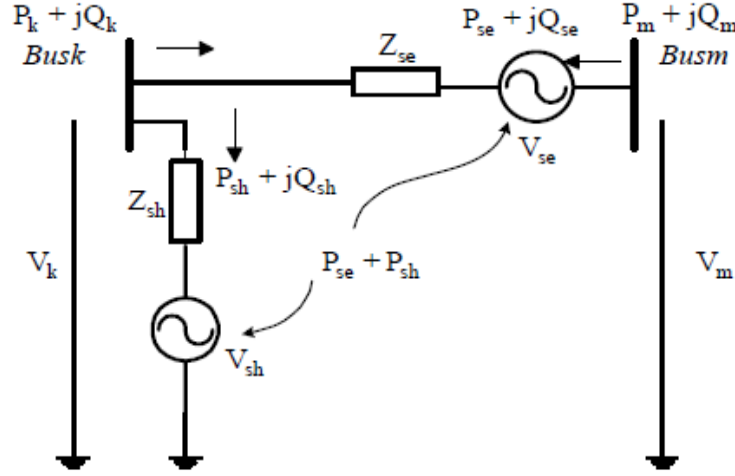 P_k + jQ_k
Busk
Z_se
P_se + jQ_se
V_se
P_m + jQ_m
Busm
Z_sh
P_sh + jQ_sh
V_k
P_se + P_sh
V_m
V_sh